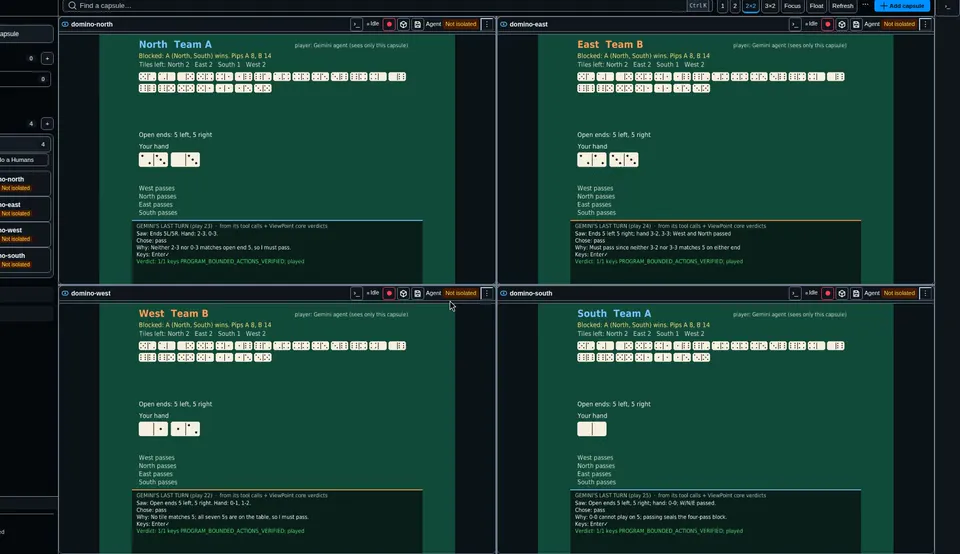 Find a capsule...
Ctrl K
1
2
2×2
3×2
Focus
Float
Refresh
...
+ Add capsule
apsule
0
+
0
4
+
4
lo a Humans
no-north
Not isolated
no-east
Not isolated
no-west
Not isolated
no-south
Not isolated
domino-north
Idle
Agent
Not isolated
North Team A
player: Gemini agent (sees only this capsule)
Blocked: A (North, South) wins. Pips A 8, B 14
Tiles left: North 2 East 2 South 1 West 2
Open ends: 5 left, 5 right
Your hand
West passes
North passes
East passes
South passes
GEMINI'S LAST TURN (play 23) · from its tool calls + ViewPoint core verdicts
Saw: Ends 5L/5R. Hand: 2-3, 0-3.
Chose: pass
Why: Neither 2-3 nor 0-3 matches open end 5, so I must pass.
Keys: Enter✓
Verdict: 1/1 keys PROGRAM_BOUNDED_ACTIONS_VERIFIED; played
domino-east
Idle
Agent
Not isolated
East Team B
player: Gemini agent (sees only this capsule)
Blocked: A (North, South) wins. Pips A 8, B 14
Tiles left: North 2 East 2 South 1 West 2
Open ends: 5 left, 5 right
Your hand
West passes
North passes
East passes
South passes
GEMINI'S LAST TURN (play 24) · from its tool calls + ViewPoint core verdicts
Saw: Ends 5 left 5 right; hand 3-2, 3-3; West and North passed
Chose: pass
Why: Must pass since neither 3-2 nor 3-3 matches 5 on either end
Keys: Enter✓
Verdict: 1/1 keys PROGRAM_BOUNDED_ACTIONS_VERIFIED; played
domino-west
Idle
Agent
Not isolated
West Team B
player: Gemini agent (sees only this capsule)
Blocked: A (North, South) wins. Pips A 8, B 14
Tiles left: North 2 East 2 South 1 West 2
Open ends: 5 left, 5 right
Your hand
West passes
North passes
East passes
South passes
GEMINI'S LAST TURN (play 22) · from its tool calls + ViewPoint core verdicts
Saw: Open ends 5 left, 5 right. Hand: 0-1, 1-2.
Chose: pass
Why: No tile matches 5; all seven 5s are on the table, so I must pass.
Keys: Enter✓
Verdict: 1/1 keys PROGRAM_BOUNDED_ACTIONS_VERIFIED; played
domino-south
Idle
Agent
Not isolated
South Team A
player: Gemini agent (sees only this capsule)
Blocked: A (North, South) wins. Pips A 8, B 14
Tiles left: North 2 East 2 South 1 West 2
Open ends: 5 left, 5 right
Your hand
West passes
North passes
East passes
South passes
GEMINI'S LAST TURN (play 25) · from its tool calls + ViewPoint core verdicts
Saw: Open ends 5 left, 5 right; hand: 0-0; W/N/E passed.
Chose: pass
Why: 0-0 cannot play on 5; passing seals the four-pass block.
Keys: Enter✓
Verdict: 1/1 keys PROGRAM_BOUNDED_ACTIONS_VERIFIED; played